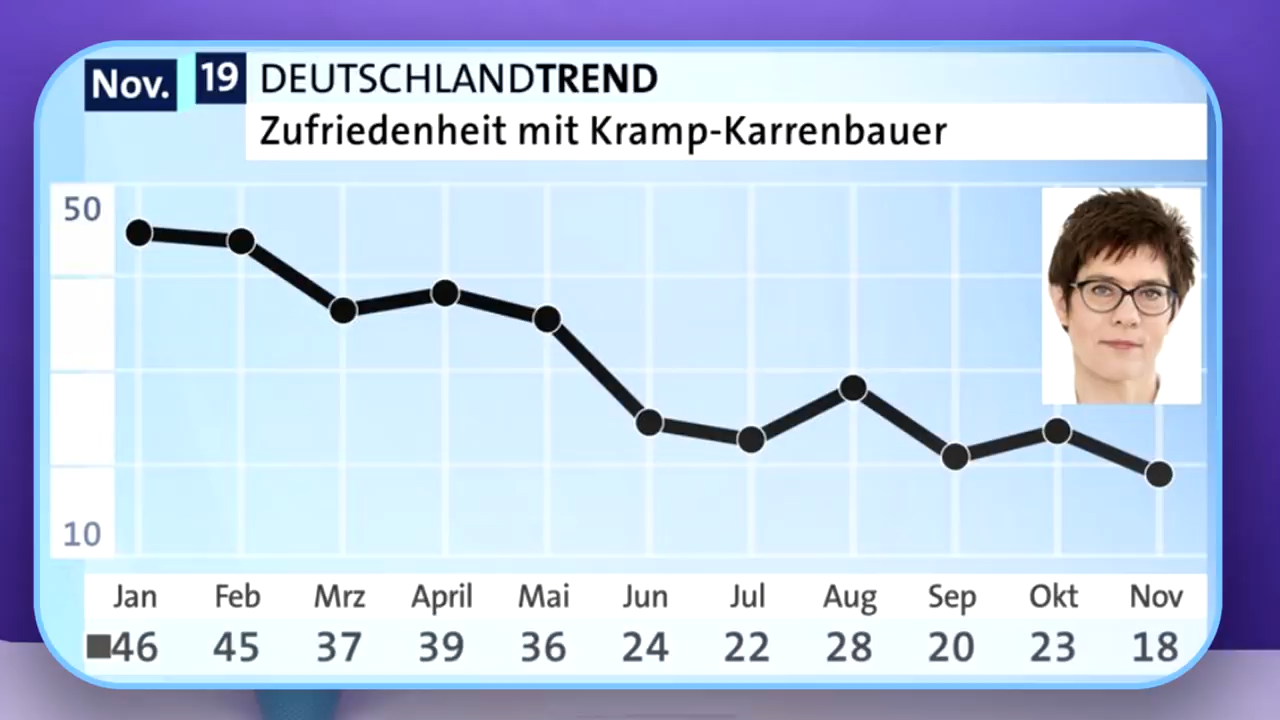 Nov. 19 DEUTSCHLANDTREND
Zufriedenheit mit Kramp-Karrenbauer
50
10
Jan Feb Mrz April Mai Jun Jul Aug Sep Okt Nov
46 45 37 39 36 24 22 28 20 23 18